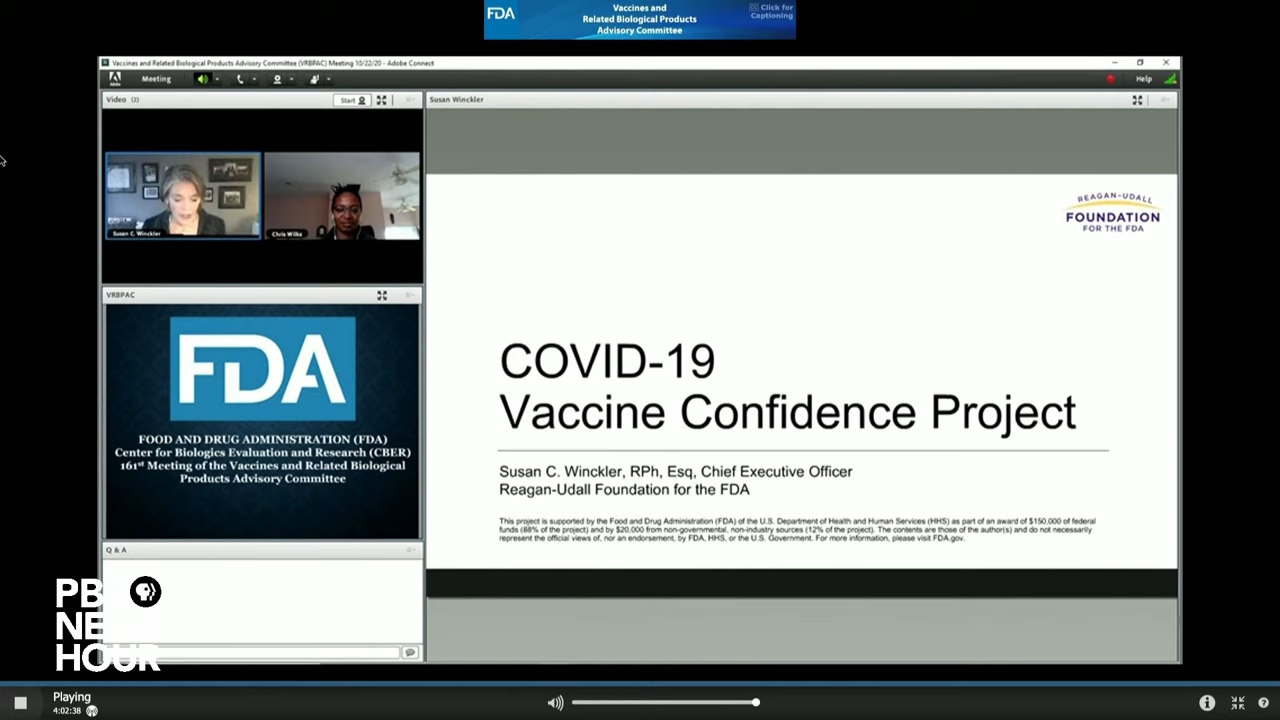 FDA
Vaccines and
Related Biological Products
Advisory Committee
Click for
Captioning
Vaccines and Related Biological Products Advisory Committee (VRBPAC) Meeting 10/22/20 - Adobe Connect
Meeting
Help
Video (2)
Start
Susan C. Winckler
Chris Wilks
VRBPAC
FDA
FOOD AND DRUG ADMINISTRATION (FDA)
Center for Biologics Evaluation and Research (CBER)
161st Meeting of the Vaccines and Related Biological
Products Advisory Committee
Q & A
Susan Winckler
REAGAN-UDALL
FOUNDATION
FOR THE FDA
COVID-19
Vaccine Confidence Project
Susan C. Winckler, RPh, Esq, Chief Executive Officer
Reagan-Udall Foundation for the FDA
This project is supported by the Food and Drug Administration (FDA) of the U.S. Department of Health and Human Services (HHS) as part of an award of $150,000 of federal
funds (88% of the project) and by $20,000 from non-governmental, non-industry sources (12% of the project). The contents are those of the author(s) and do not necessarily
represent the official views of, nor an endorsement, by FDA, HHS, or the U.S. Government. For more information, please visit FDA.gov.
PBS
NEWS
HOUR
Playing
4:02:38